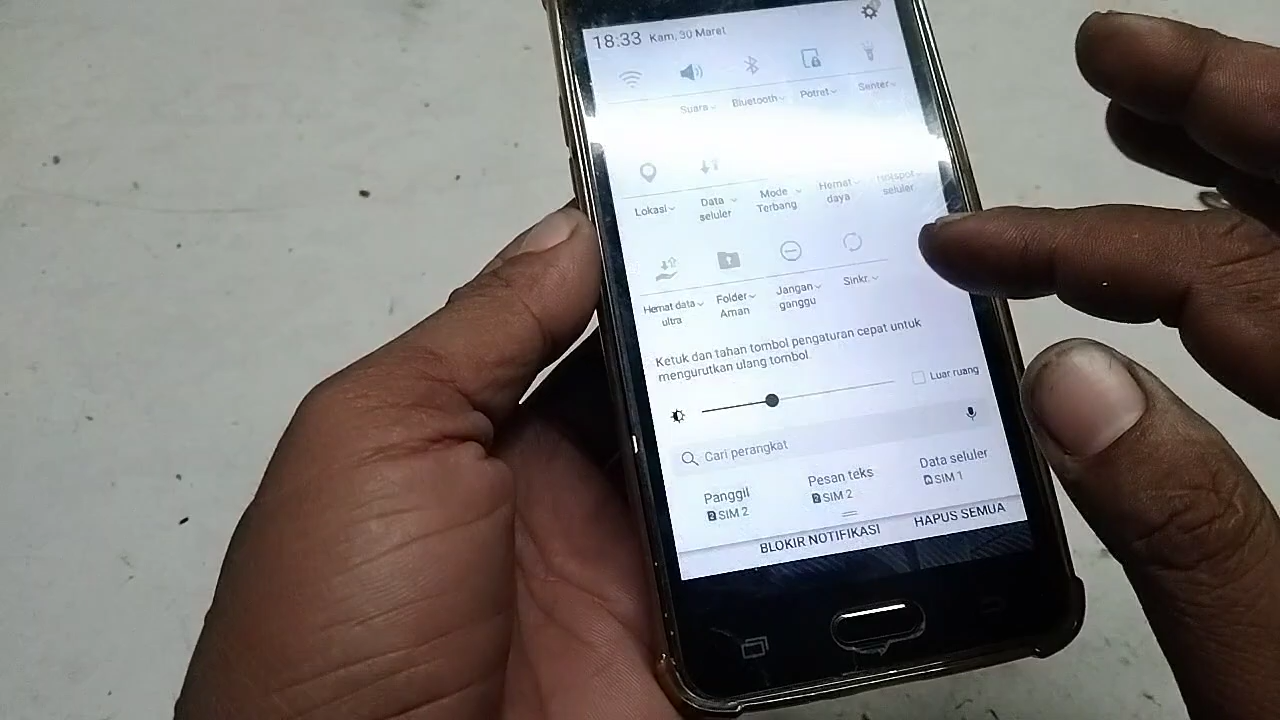 18:33 Kam, 30 Maret
Suara Bluetooth Potret Senter
Lokasi Data seluler Mode Terbang Hemat daya Hotspot seluler
Hemat data ultra Folder Aman Jangan ganggu Sinkr.
Ketuk dan tahan tombol pengaturan cepat untuk
mengurutkan ulang tombol.
Luar ruang
Cari perangkat
Panggil Pesan teks Data seluler
SIM 2 SIM 2 SIM 1
BLOKIR NOTIFIKASI HAPUS SEMUA